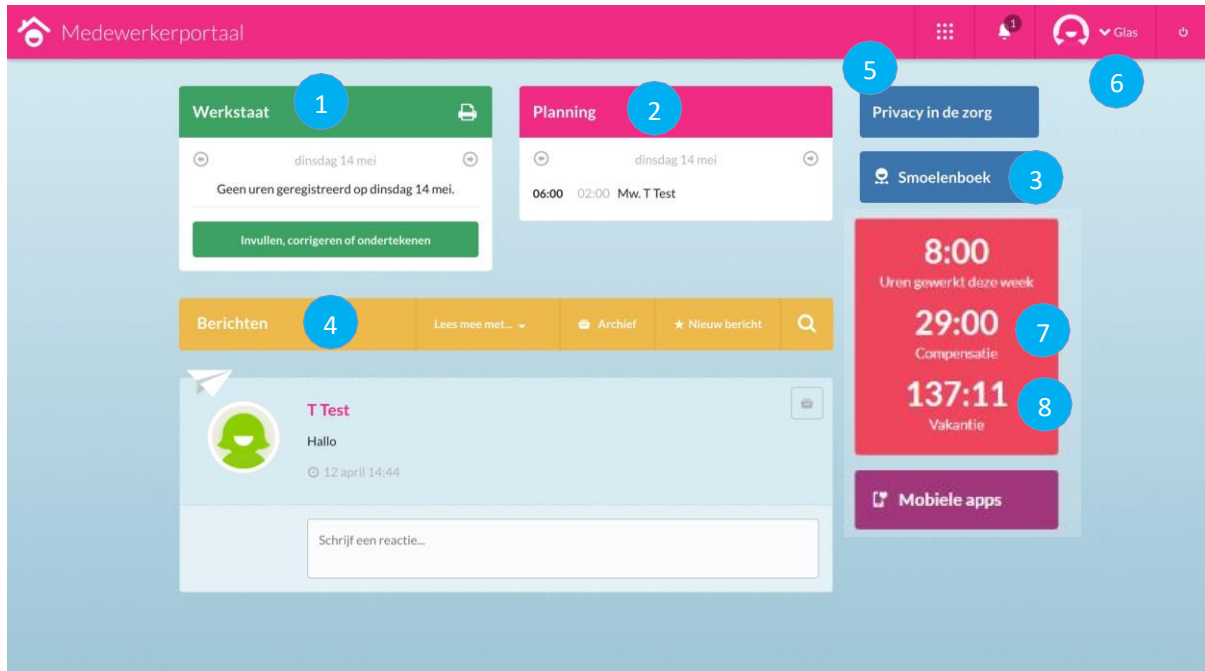 Medewerkerportaal
1
Glas
5
6
Werkstaat
1
Planning
2
Privacy in de zorg
dinsdag 14 mei
dinsdag 14 mei
Smoelenboek
3
Geen uren geregistreerd op dinsdag 14 mei.
06:00 02:00 Mw. T Test
Invullen, corrigeren of ondertekenen
8:00
Uren gewerkt deze week
Berichten
4
Lees mee met...
Archief
Nieuw bericht
29:00
7
Compensatie
137:11
8
Vakantie
T Test
Hallo
12 april 14:44
Mobiele apps
Schrijf een reactie...